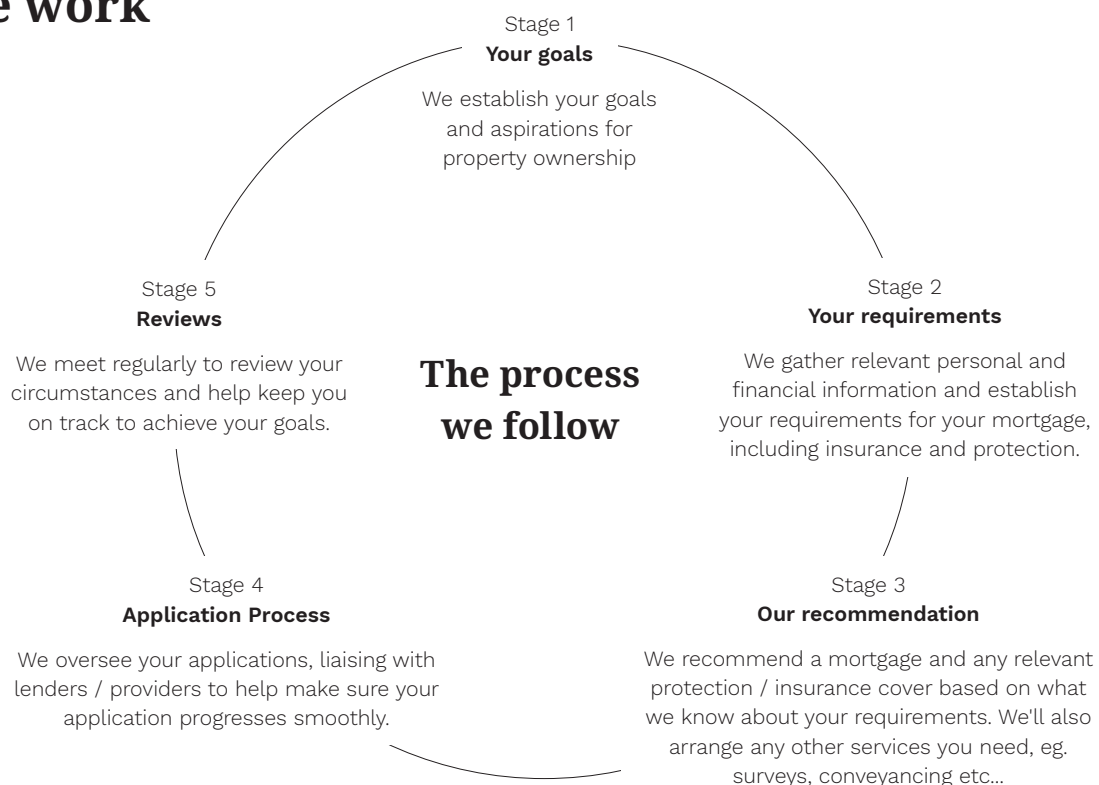 e work
Stage 1
Your goals
We establish your goals
and aspirations for
property ownership
Stage 2
Your requirements
We gather relevant personal and
financial information and establish
your requirements for your mortgage,
including insurance and protection.
Stage 3
Our recommendation
We recommend a mortgage and any relevant
protection / insurance cover based on what
we know about your requirements. We'll also
arrange any other services you need, eg.
surveys, conveyancing etc...
Stage 4
Application Process
We oversee your applications, liaising with
lenders / providers to help make sure your
application progresses smoothly.
Stage 5
Reviews
We meet regularly to review your
circumstances and help keep you
on track to achieve your goals.
The process
we follow